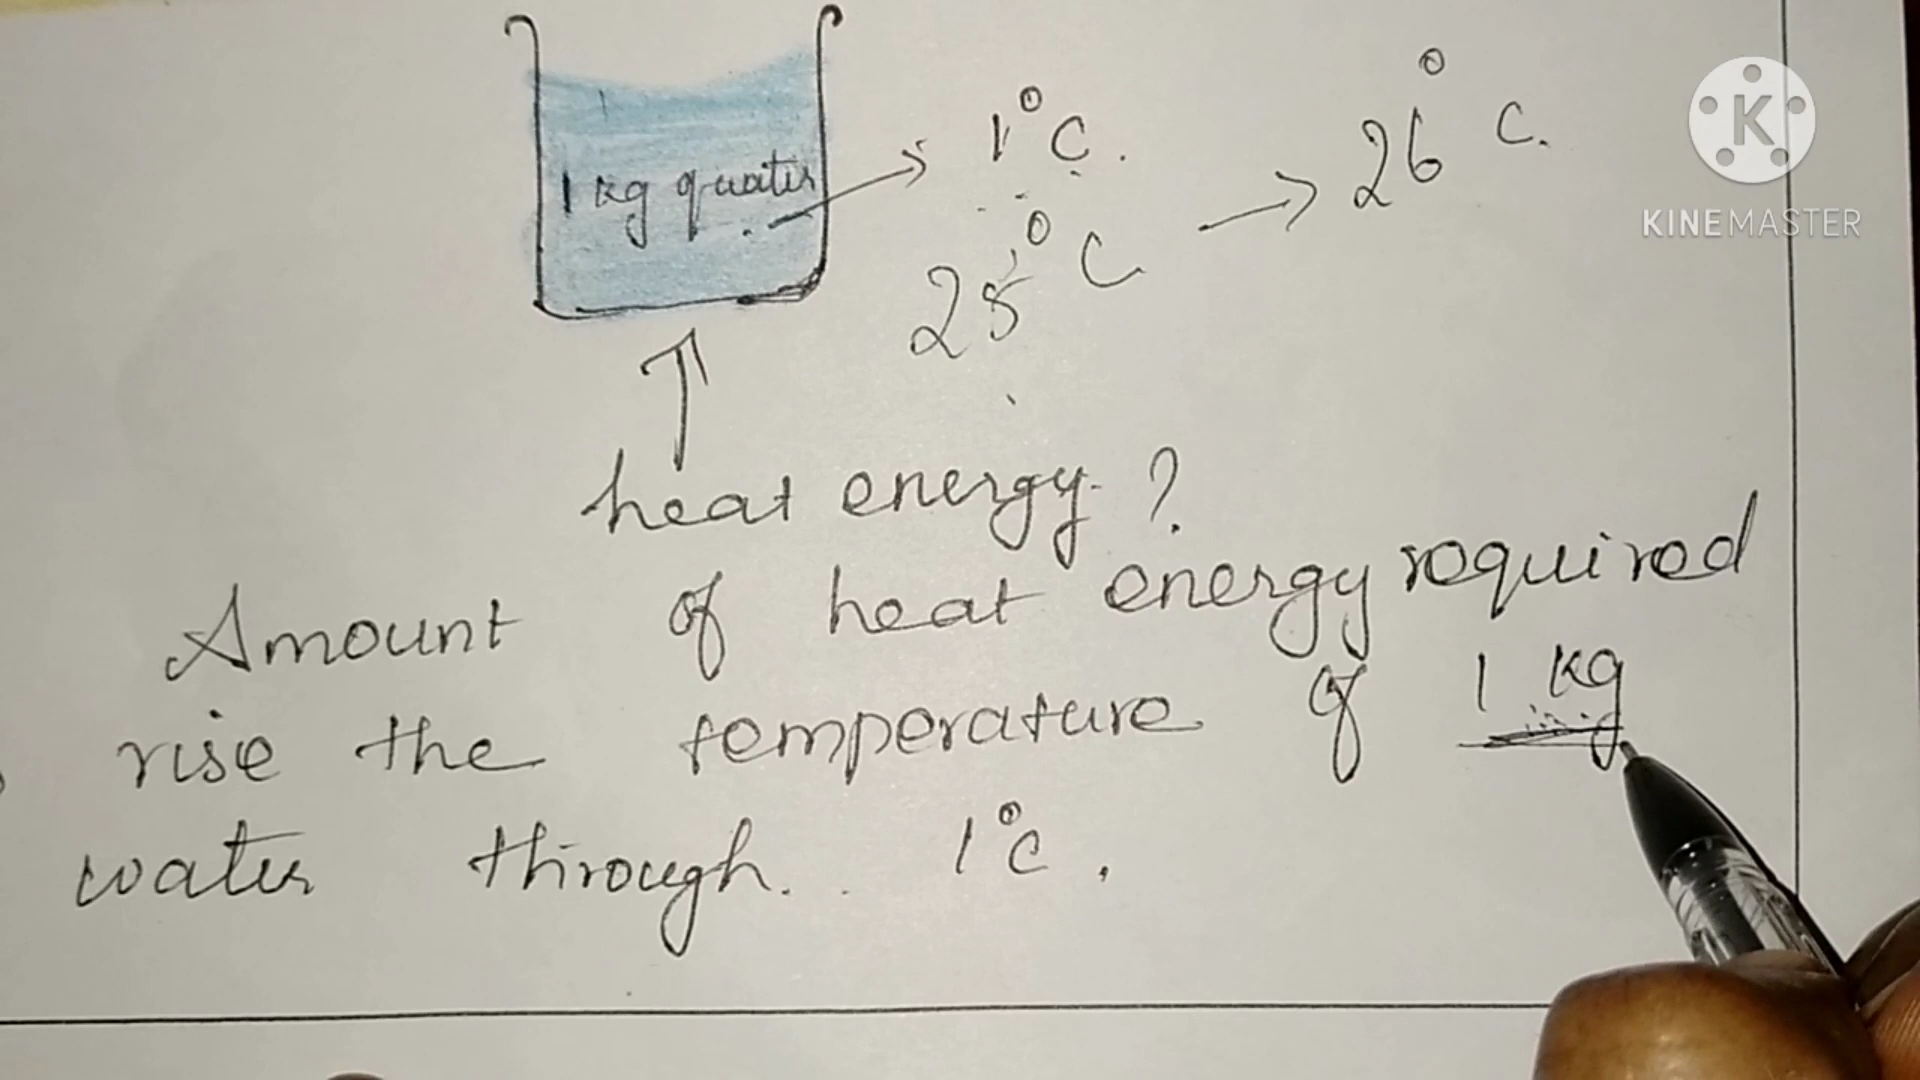 1 kg of water
1°C.
25°C → 26°C.
KINEMASTER
heat energy ?
Amount of heat energy required
rise the temperature of 1 kg
water through. 1°C.